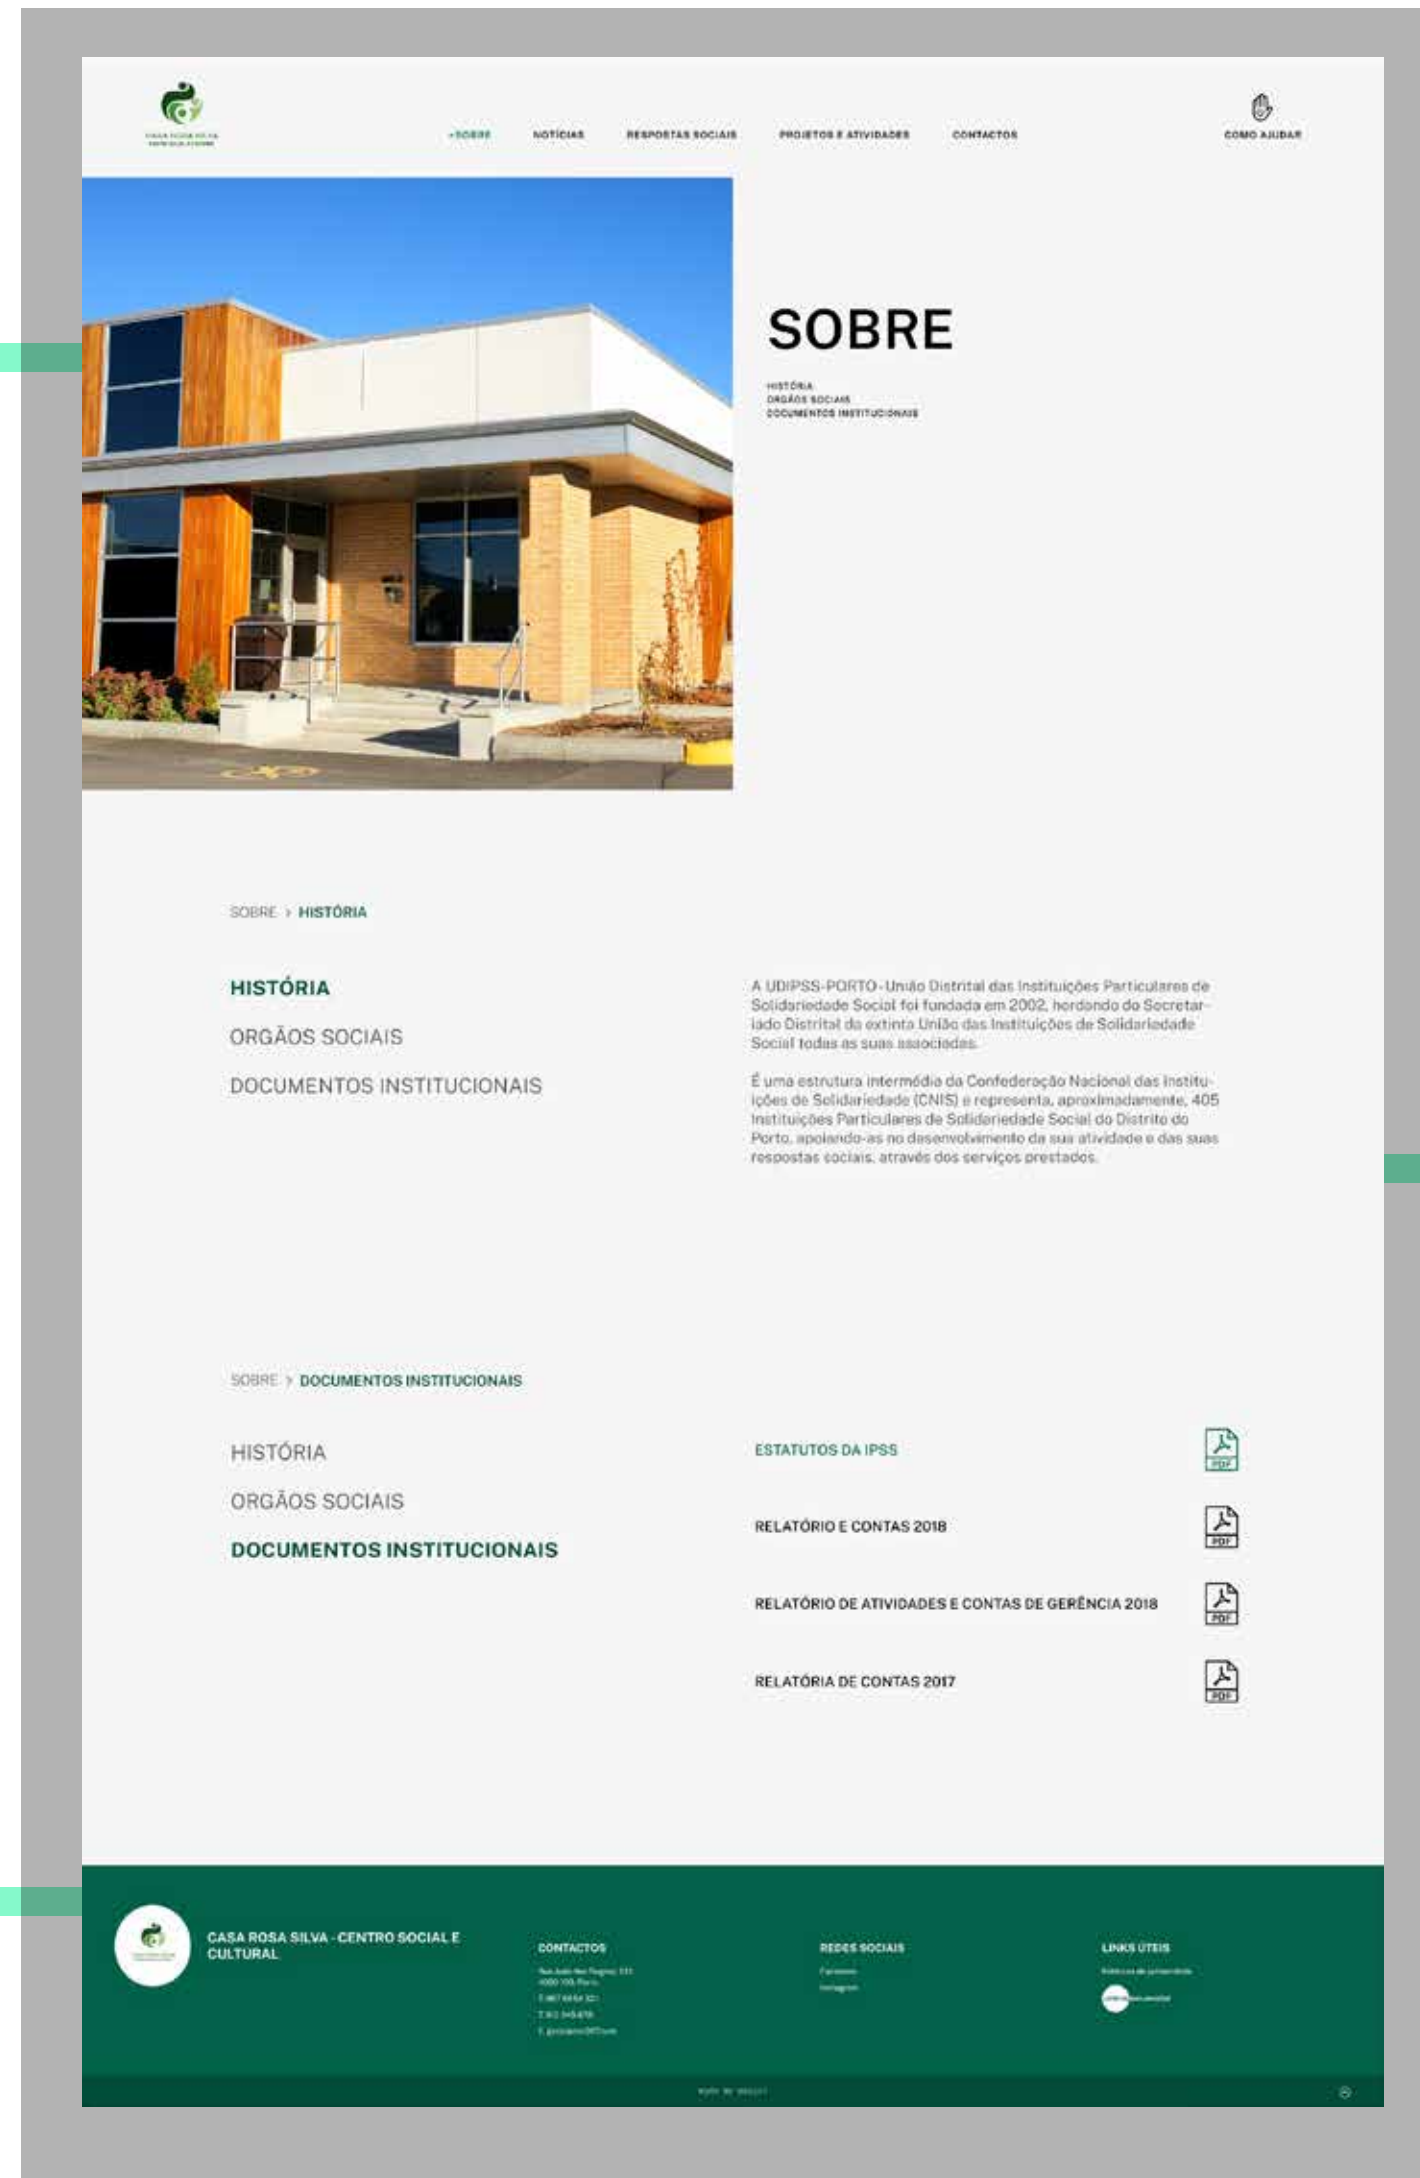 CASA ROSA SILVA
+SOBRE
NOTÍCIAS
RESPOSTAS SOCIAIS
PROJETOS E ATIVIDADES
CONTACTOS
COMO AJUDAR
SOBRE
HISTÓRIA
ORGÃOS SOCIAIS
DOCUMENTOS INSTITUCIONAIS
SOBRE > HISTÓRIA
HISTÓRIA
ORGÃOS SOCIAIS
DOCUMENTOS INSTITUCIONAIS
A UDIPSS-PORTO - União Distrital das Instituições Particulares de
Solidariedade Social foi fundada em 2002, herdando do Secretar-
iado Distrital da extinta União das Instituições de Solidariedade
Social todas as suas associadas.
É uma estrutura intermédia da Confederação Nacional das Institu-
ições de Solidariedade (CNIS) e representa, aproximadamente, 405
Instituições Particulares de Solidariedade Social do Distrito do
Porto, apoiando-as no desenvolvimento da sua atividade e das suas
respostas sociais, através dos serviços prestados.
SOBRE > DOCUMENTOS INSTITUCIONAIS
HISTÓRIA
ORGÃOS SOCIAIS
DOCUMENTOS INSTITUCIONAIS
ESTATUTOS DA IPSS
PDF
RELATÓRIO E CONTAS 2018
PDF
RELATÓRIO DE ATIVIDADES E CONTAS DE GERÊNCIA 2018
PDF
RELATÓRIA DE CONTAS 2017
PDF
CASA ROSA SILVA - CENTRO SOCIAL E
CULTURAL
CONTACTOS
REDES SOCIAIS
Facebook
Instagram
LINKS ÚTEIS